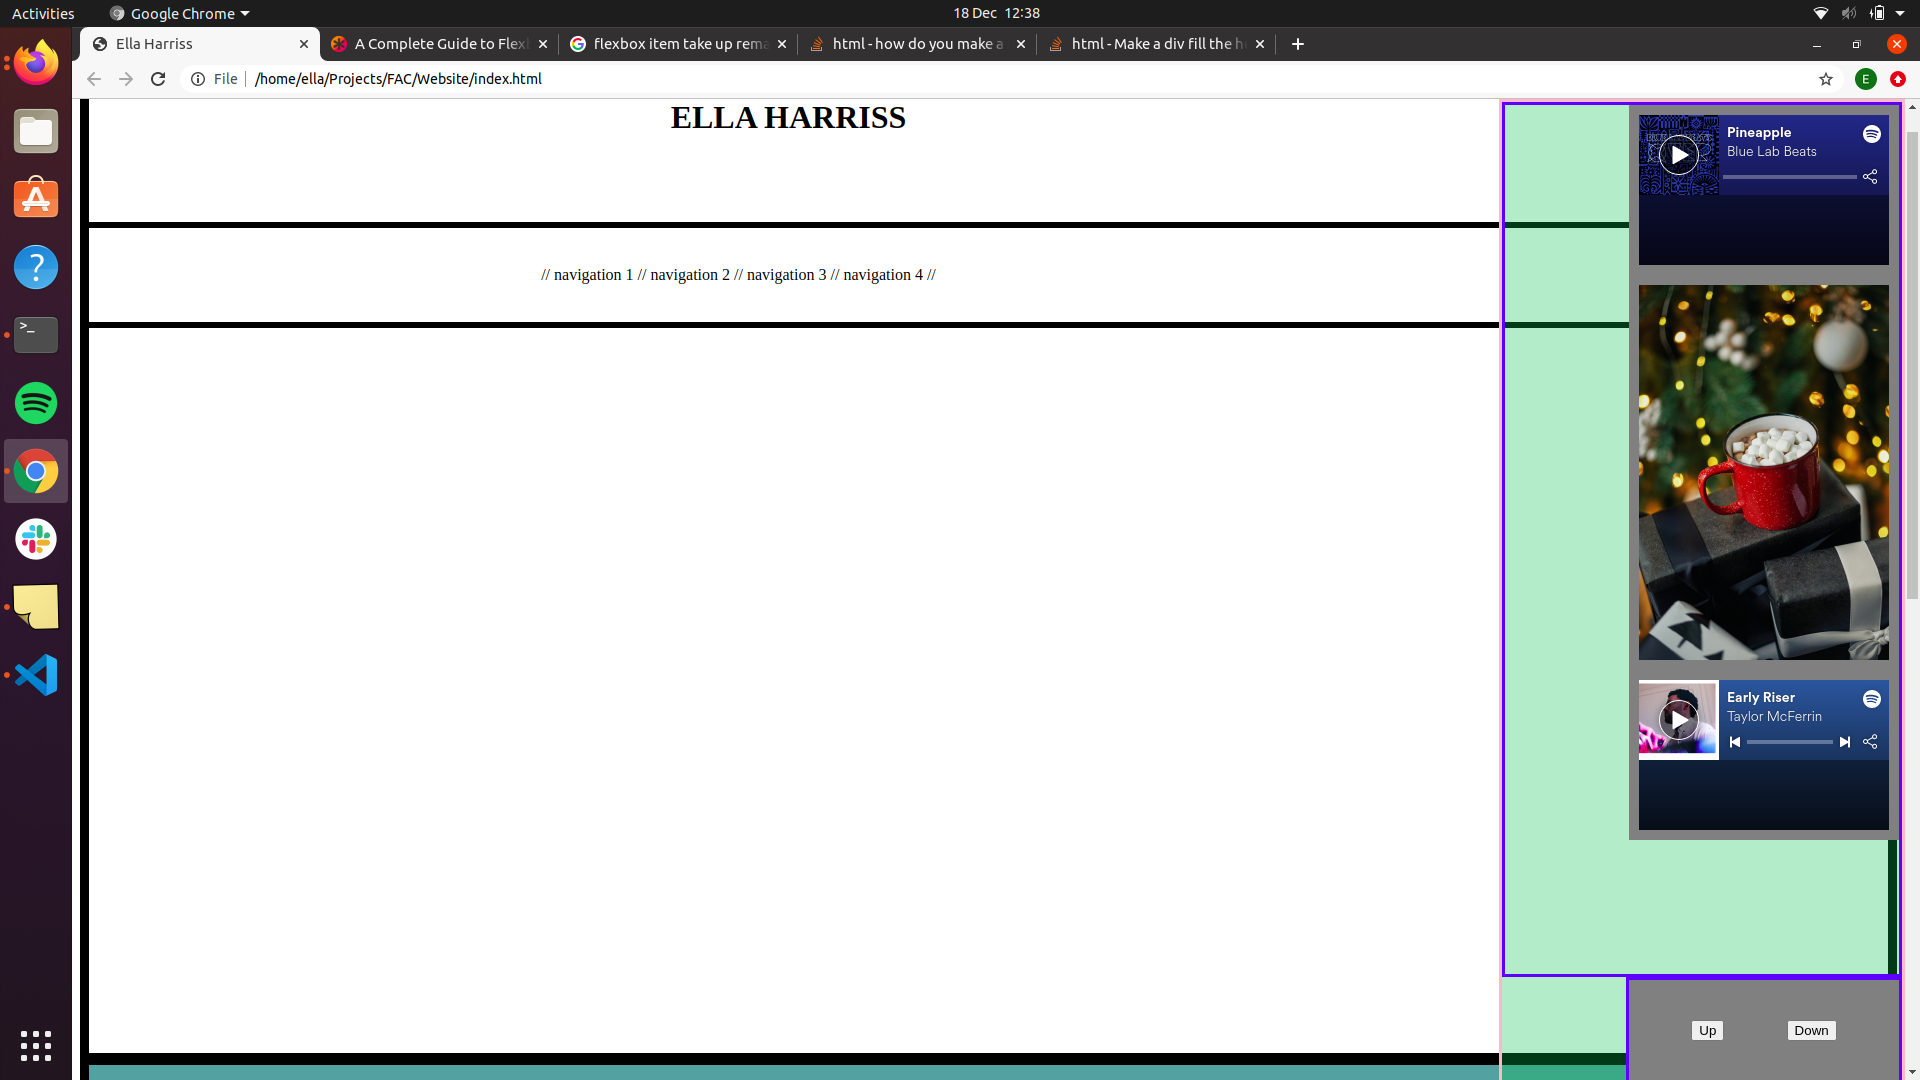 Activities
Google Chrome
18 Dec 12:38
Ella Harriss
A Complete Guide to Flex
flexbox item take up rema
html - how do you make a
html - Make a div fill the h
File
/home/ella/Projects/FAC/Website/index.html
E
ELLA HARRISS
// navigation 1 // navigation 2 // navigation 3 // navigation 4 //
Pineapple
Blue Lab Beats
Early Riser
Taylor McFerrin
Up
Down